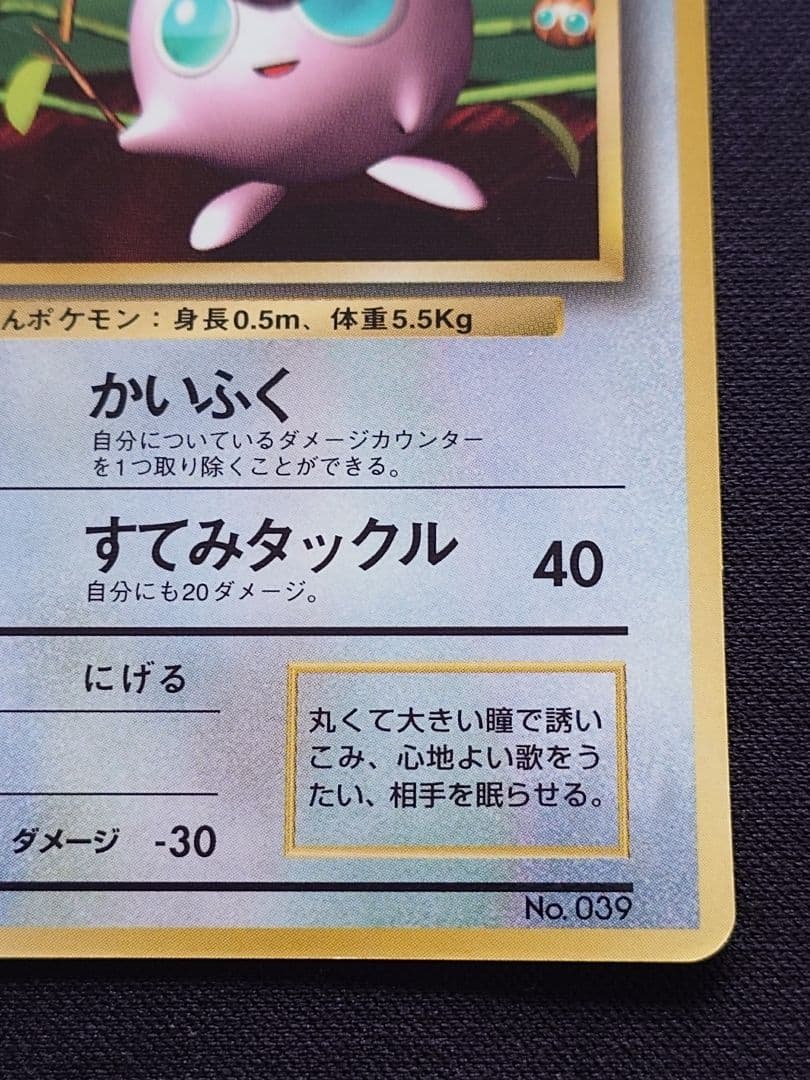 んポケモン：身長0.5m、体重5.5Kg
かいふく
自分についているダメージカウンター
を1つ取り除くことができる。
すてみタックル 40
自分にも20ダメージ。
にげる
丸くて大きい瞳で誘い
こみ、心地よい歌をう
たい、相手を眠らせる。
ダメージ -30
No. 039